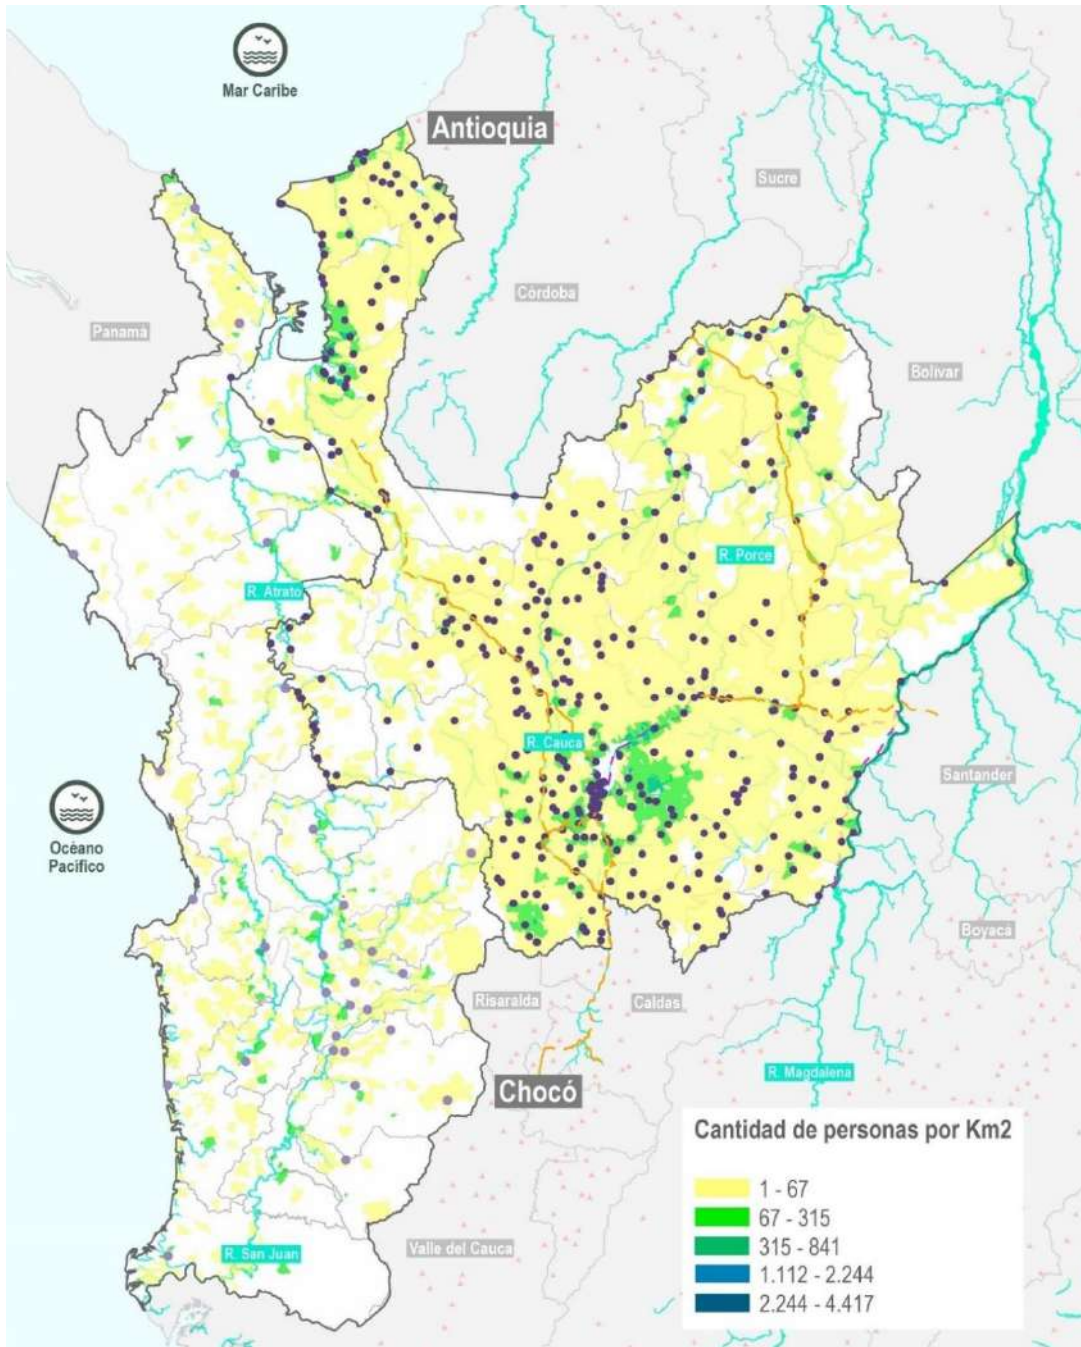 Mar Caribe
Antioquia
Sucre
Córdoba
Panamá
Bolívar
R. Porce
R. Atrato
R. Cauca
Santander
Océano
Pacífico
Boyacá
Risaralda
Caldas
R. Magdalena
Chocó
Cantidad de personas por Km2
1 - 67
67 - 315
315 - 841
1.112 - 2.244
2.244 - 4.417
Valle del Cauca
R. San Juan